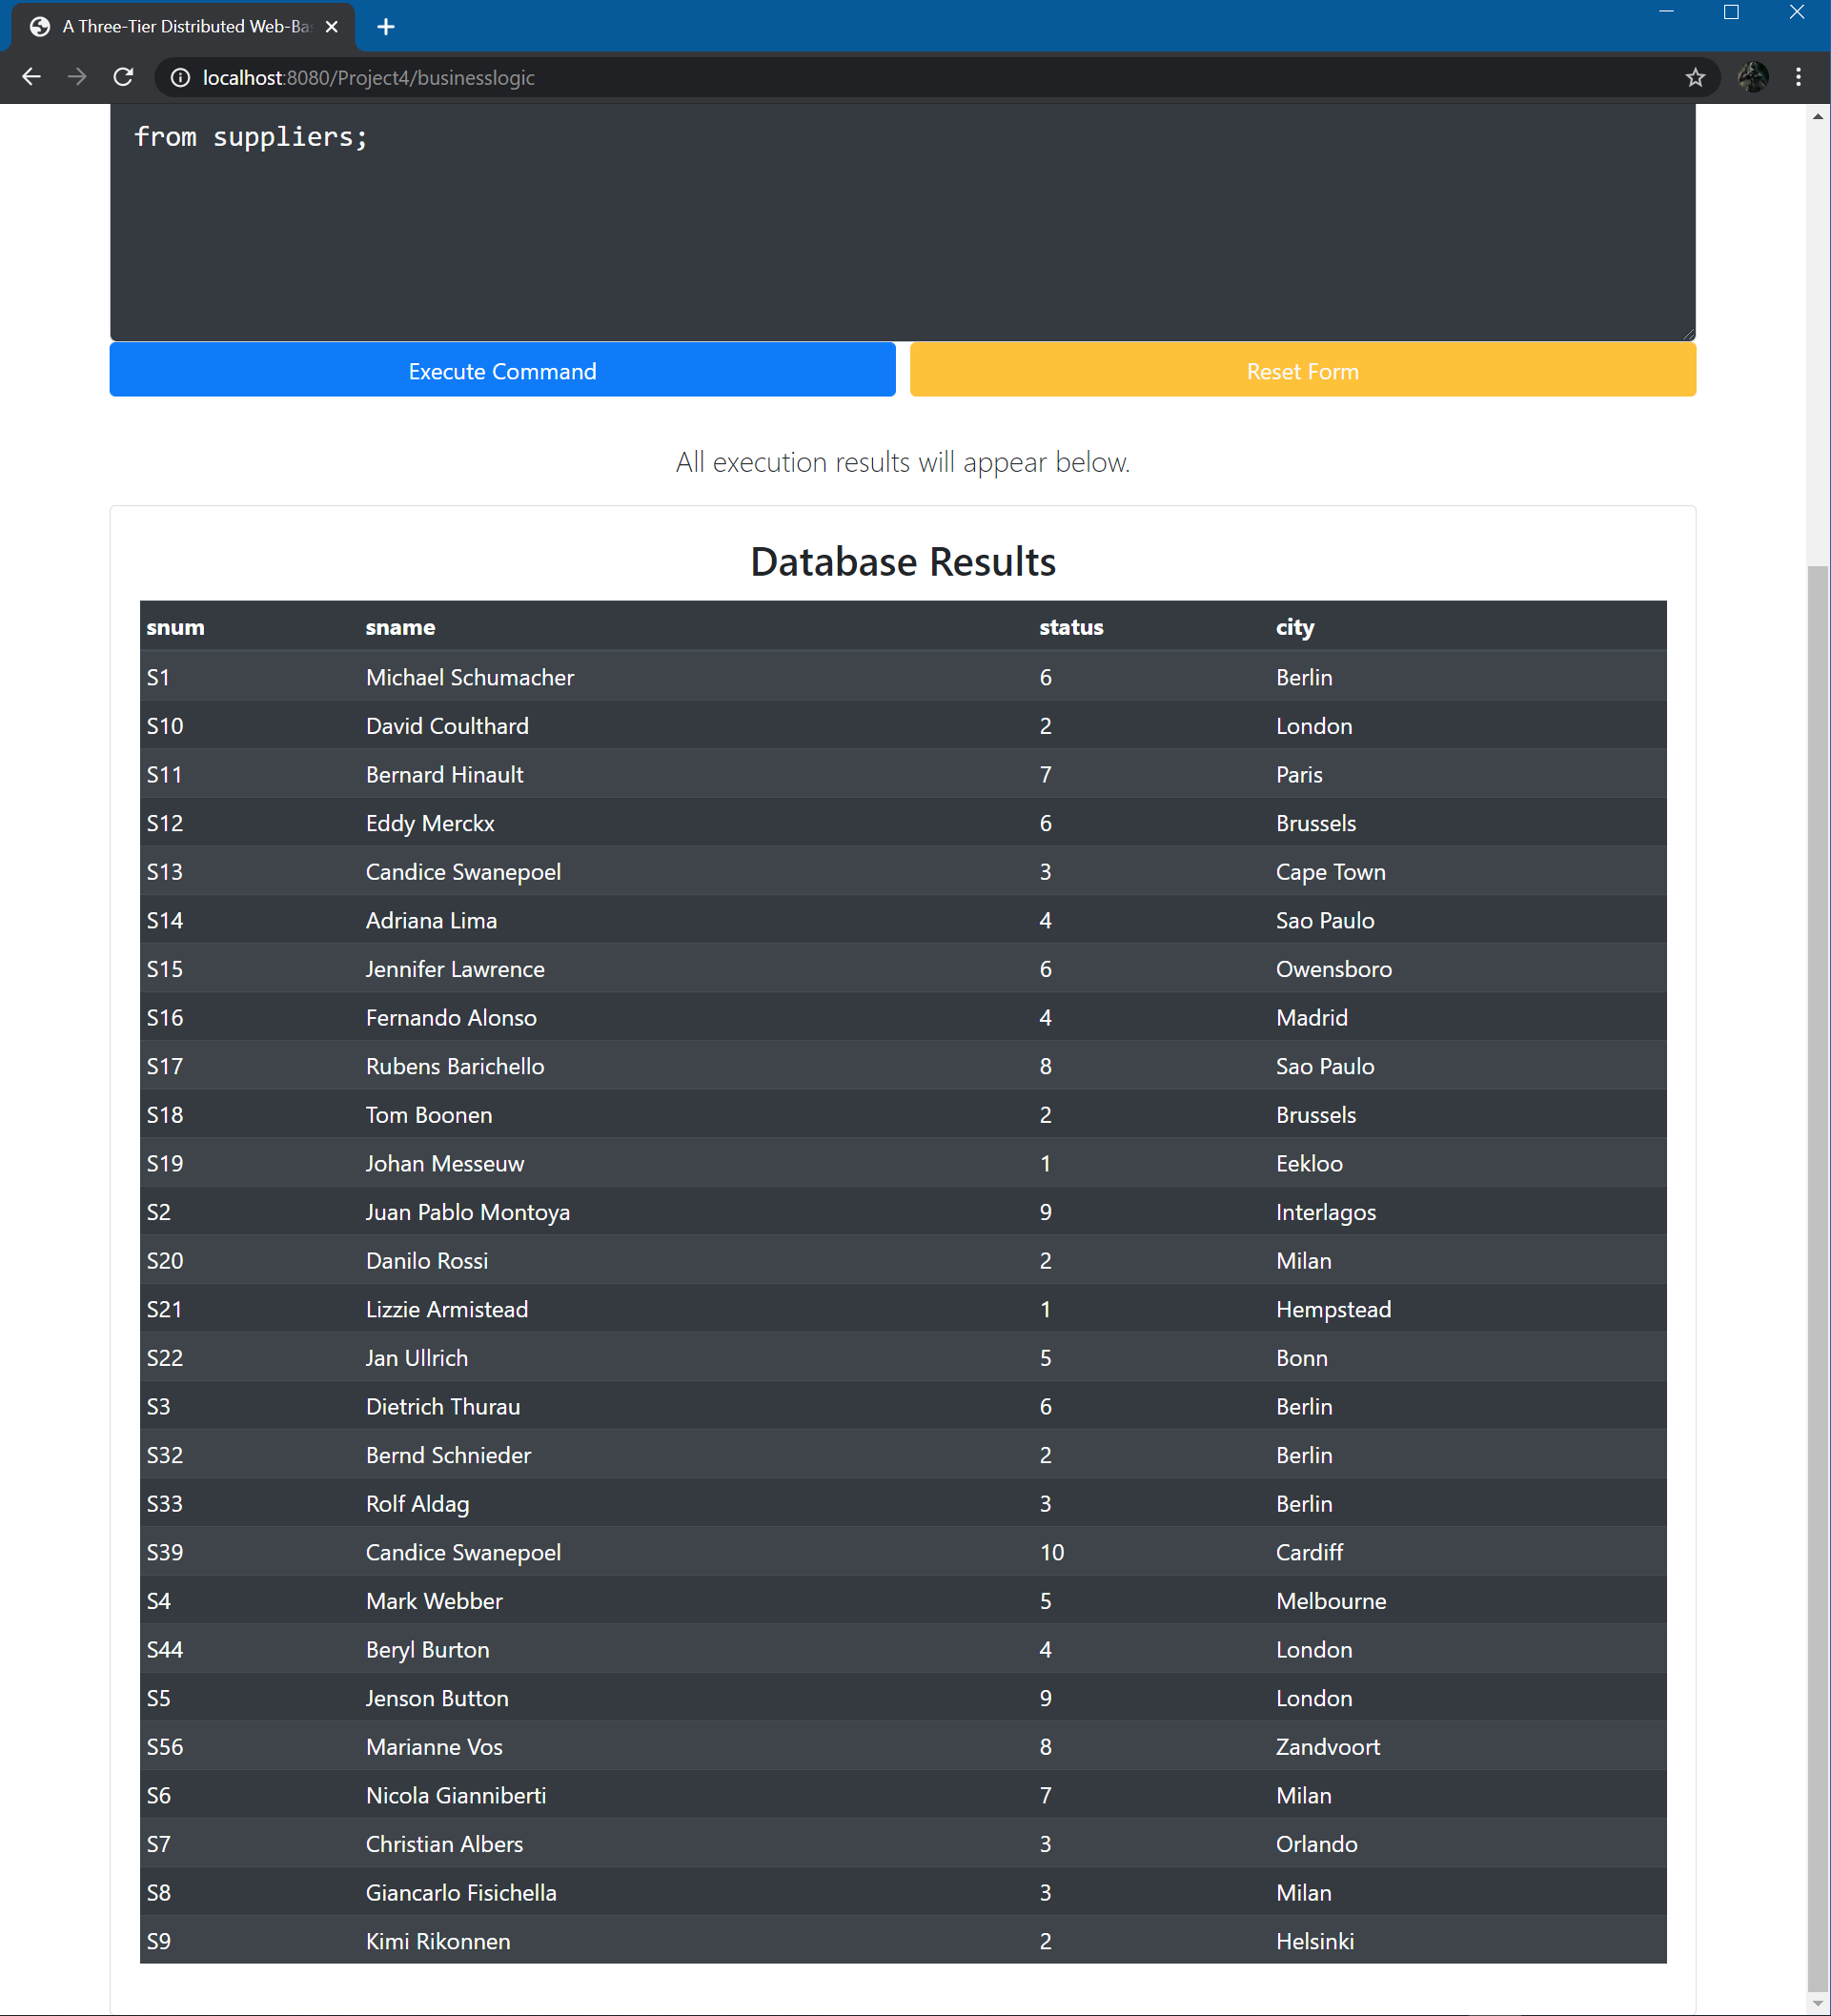 A Three-Tier Distributed Web-Ba
localhost:8080/Project4/businesslogic
from suppliers;
Execute Command Reset Form
All execution results will appear below.
Database Results
snum sname status city
S1 Michael Schumacher 6 Berlin
S10 David Coulthard 2 London
S11 Bernard Hinault 7 Paris
S12 Eddy Merckx 6 Brussels
S13 Candice Swanepoel 3 Cape Town
S14 Adriana Lima 4 Sao Paulo
S15 Jennifer Lawrence 6 Owensboro
S16 Fernando Alonso 4 Madrid
S17 Rubens Barichello 8 Sao Paulo
S18 Tom Boonen 2 Brussels
S19 Johan Messeuw 1 Eekloo
S2 Juan Pablo Montoya 9 Interlagos
S20 Danilo Rossi 2 Milan
S21 Lizzie Armistead 1 Hempstead
S22 Jan Ullrich 5 Bonn
S3 Dietrich Thurau 6 Berlin
S32 Bernd Schnieder 2 Berlin
S33 Rolf Aldag 3 Berlin
S39 Candice Swanepoel 10 Cardiff
S4 Mark Webber 5 Melbourne
S44 Beryl Burton 4 London
S5 Jenson Button 9 London
S56 Marianne Vos 8 Zandvoort
S6 Nicola Gianniberti 7 Milan
S7 Christian Albers 3 Orlando
S8 Giancarlo Fisichella 3 Milan
S9 Kimi Rikonnen 2 Helsinki